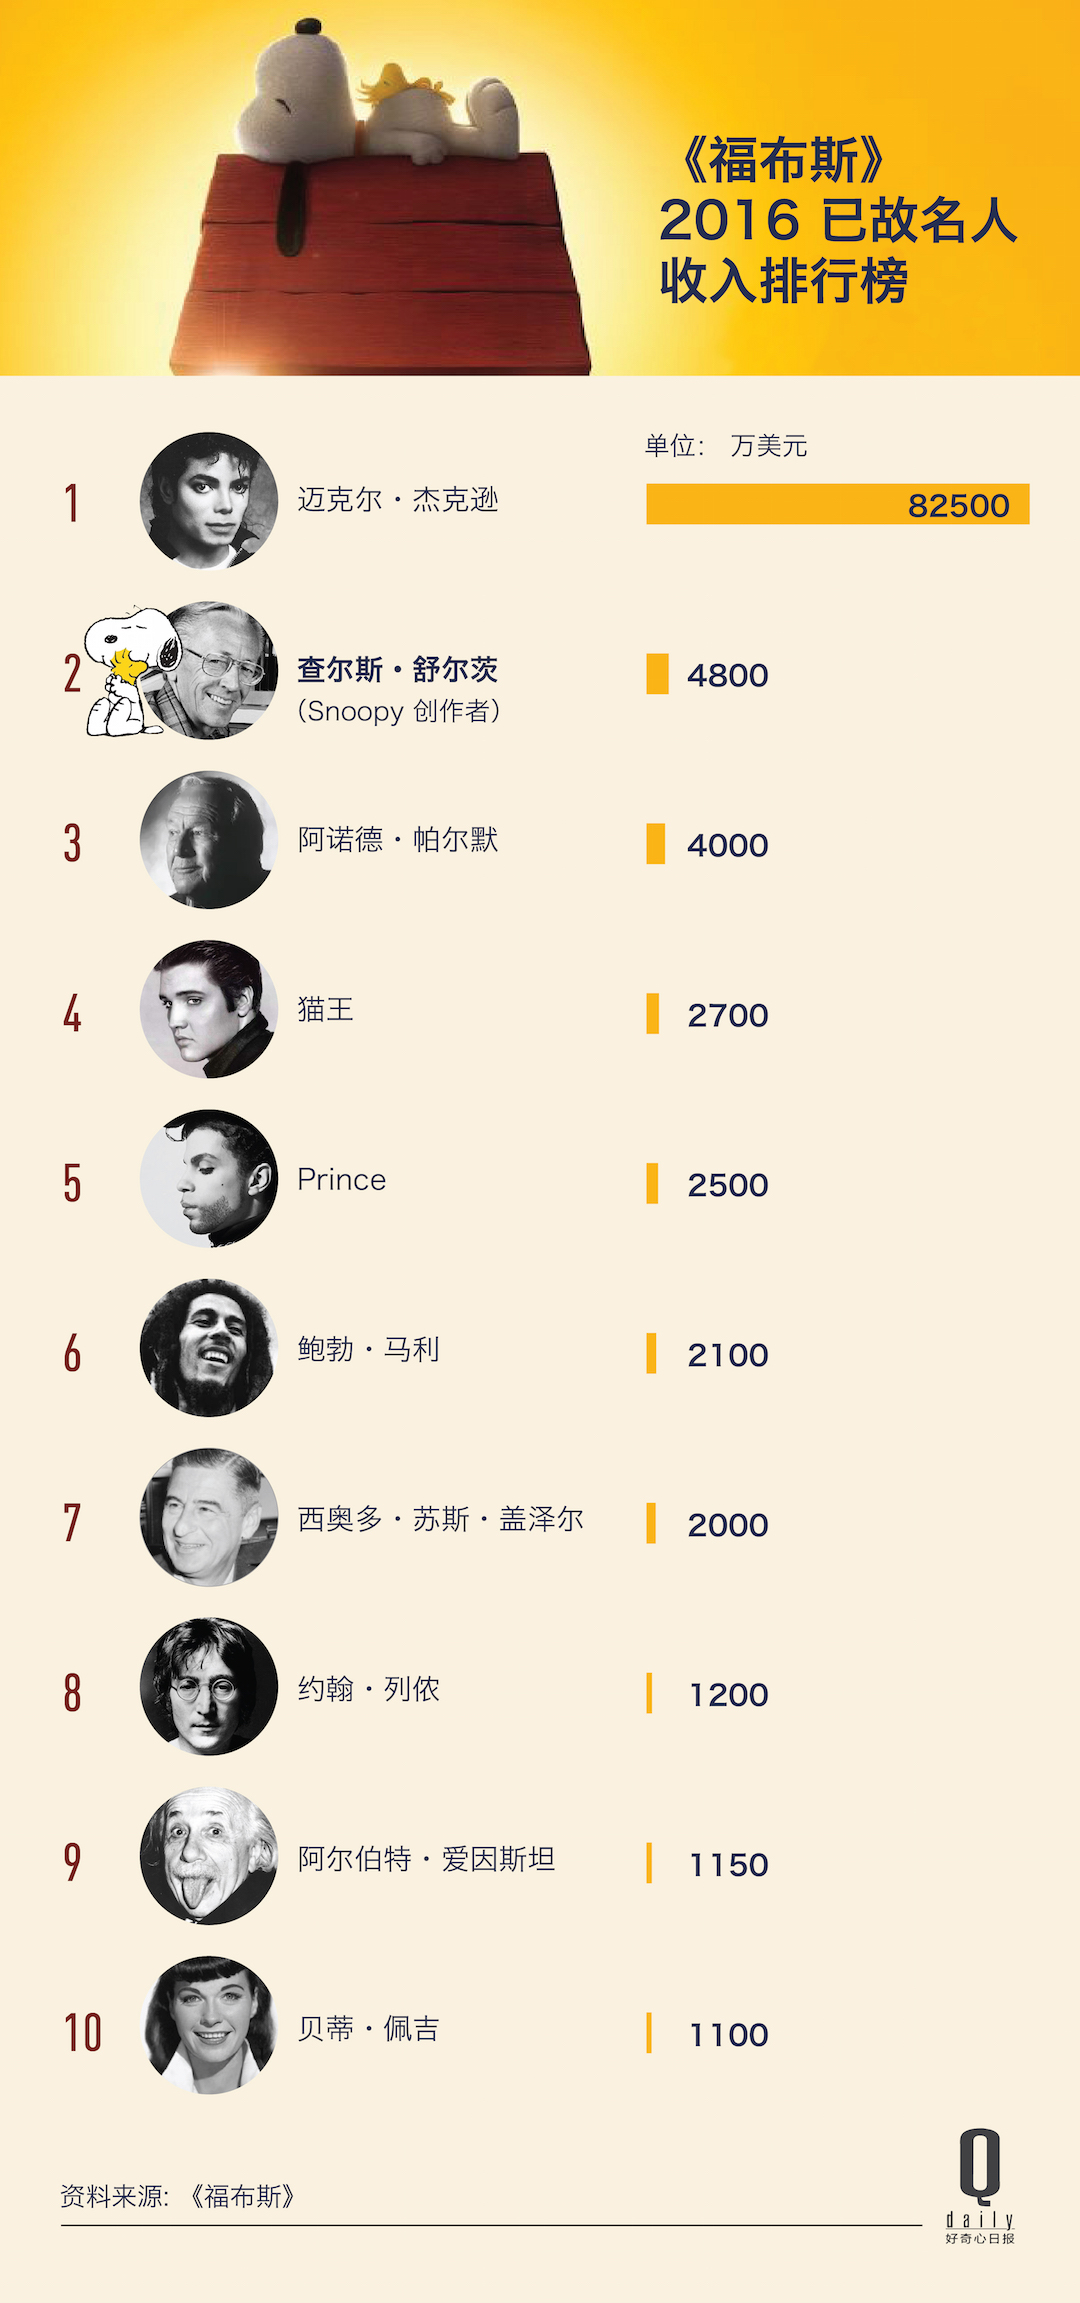 《福布斯》
2016 已故名人
收入排行榜
单位： 万美元
1 迈克尔·杰克逊 82500
2 查尔斯·舒尔茨 4800
（Snoopy 创作者）
3 阿诺德·帕尔默 4000
4 猫王 2700
5 Prince 2500
6 鲍勃·马利 2100
7 西奥多·苏斯·盖泽尔 2000
8 约翰·列侬 1200
9 阿尔伯特·爱因斯坦 1150
10 贝蒂·佩吉 1100
资料来源：《福布斯》
Q
daily
好奇心日报